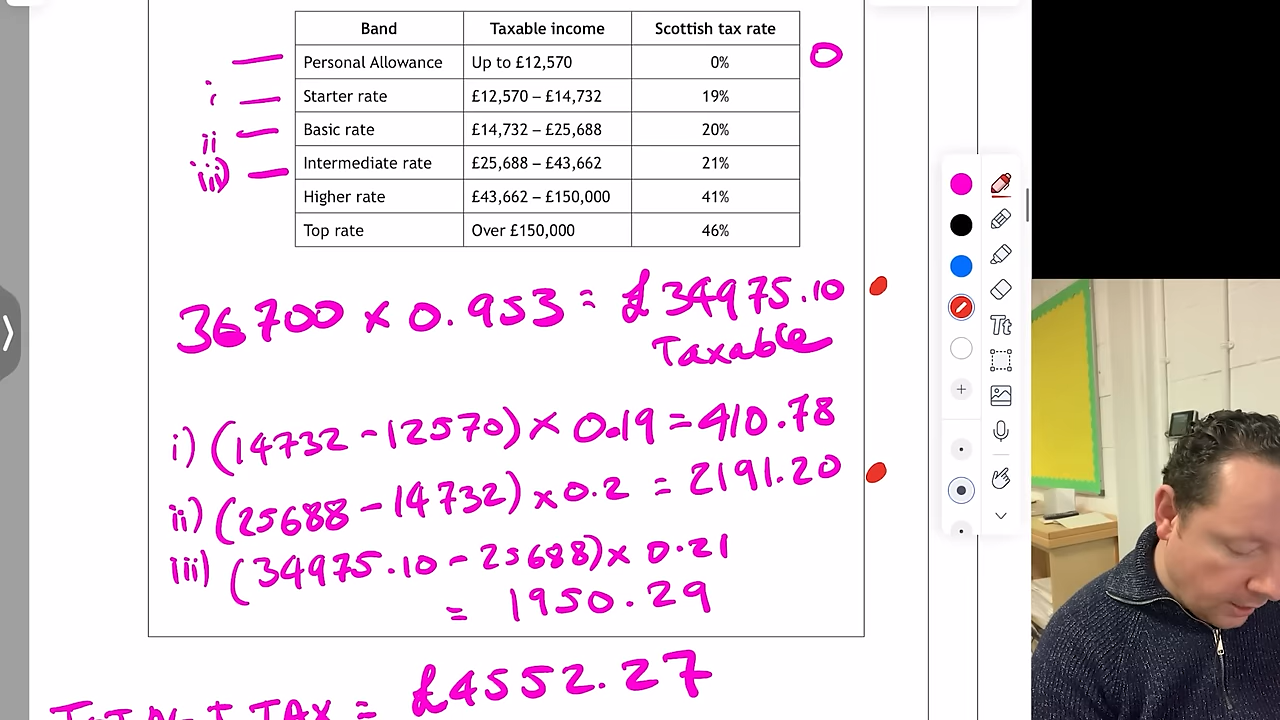 Band Taxable income Scottish tax rate
Personal Allowance Up to £12,570 0% 0
i Starter rate £12,570 – £14,732 19%
ii Basic rate £14,732 – £25,688 20%
iii) Intermediate rate £25,688 – £43,662 21%
Higher rate £43,662 – £150,000 41%
Top rate Over £150,000 46%
36700 × 0.953 = £34975.10
Taxable
i) (14732 - 12570) × 0.19 = 410.78
ii) (25688 - 14732) × 0.2 = 2191.20
iii) (34975.10 - 25688) × 0.21
= 1950.29
TAX = £4552.27
Tt